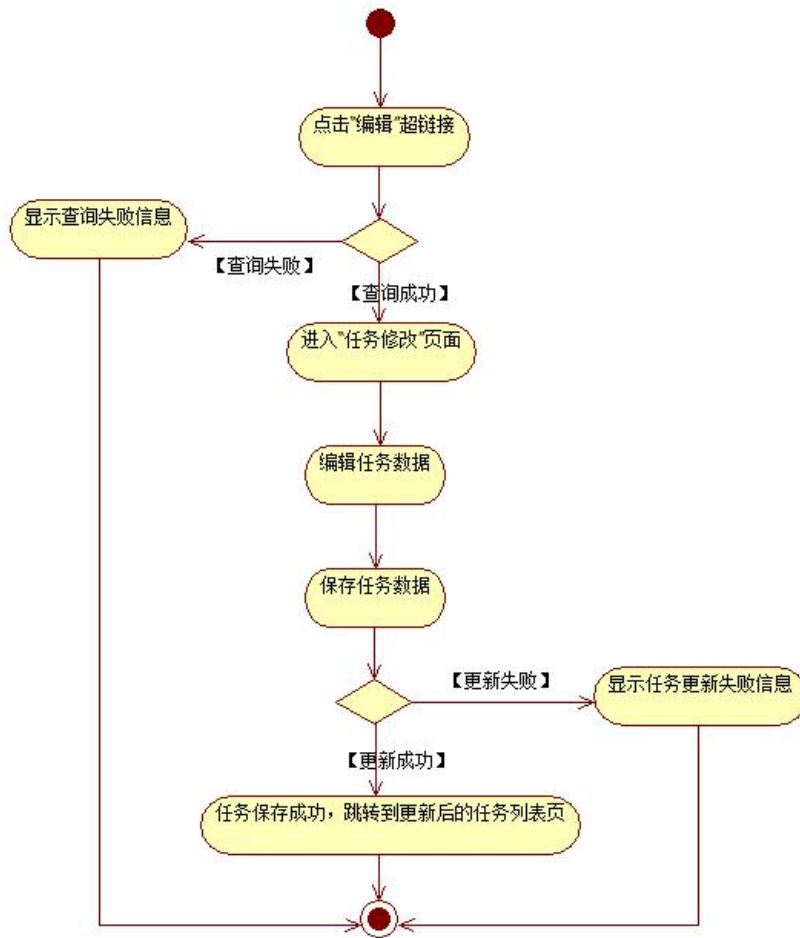 点击"编辑"超链接
显示查询失败信息
【查询失败】
【查询成功】
进入"任务修改"页面
编辑任务数据
保存任务数据
【更新失败】
显示任务更新失败信息
【更新成功】
任务保存成功，跳转到更新后的任务列表页